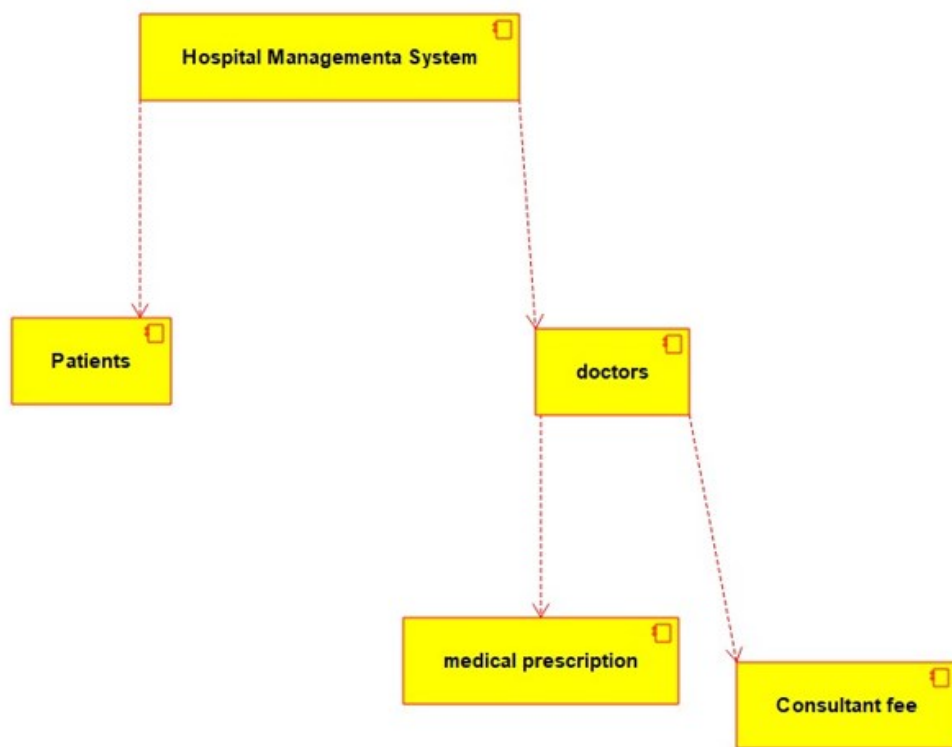 Hospital Managementa System
Patients
doctors
medical prescription
Consultant fee